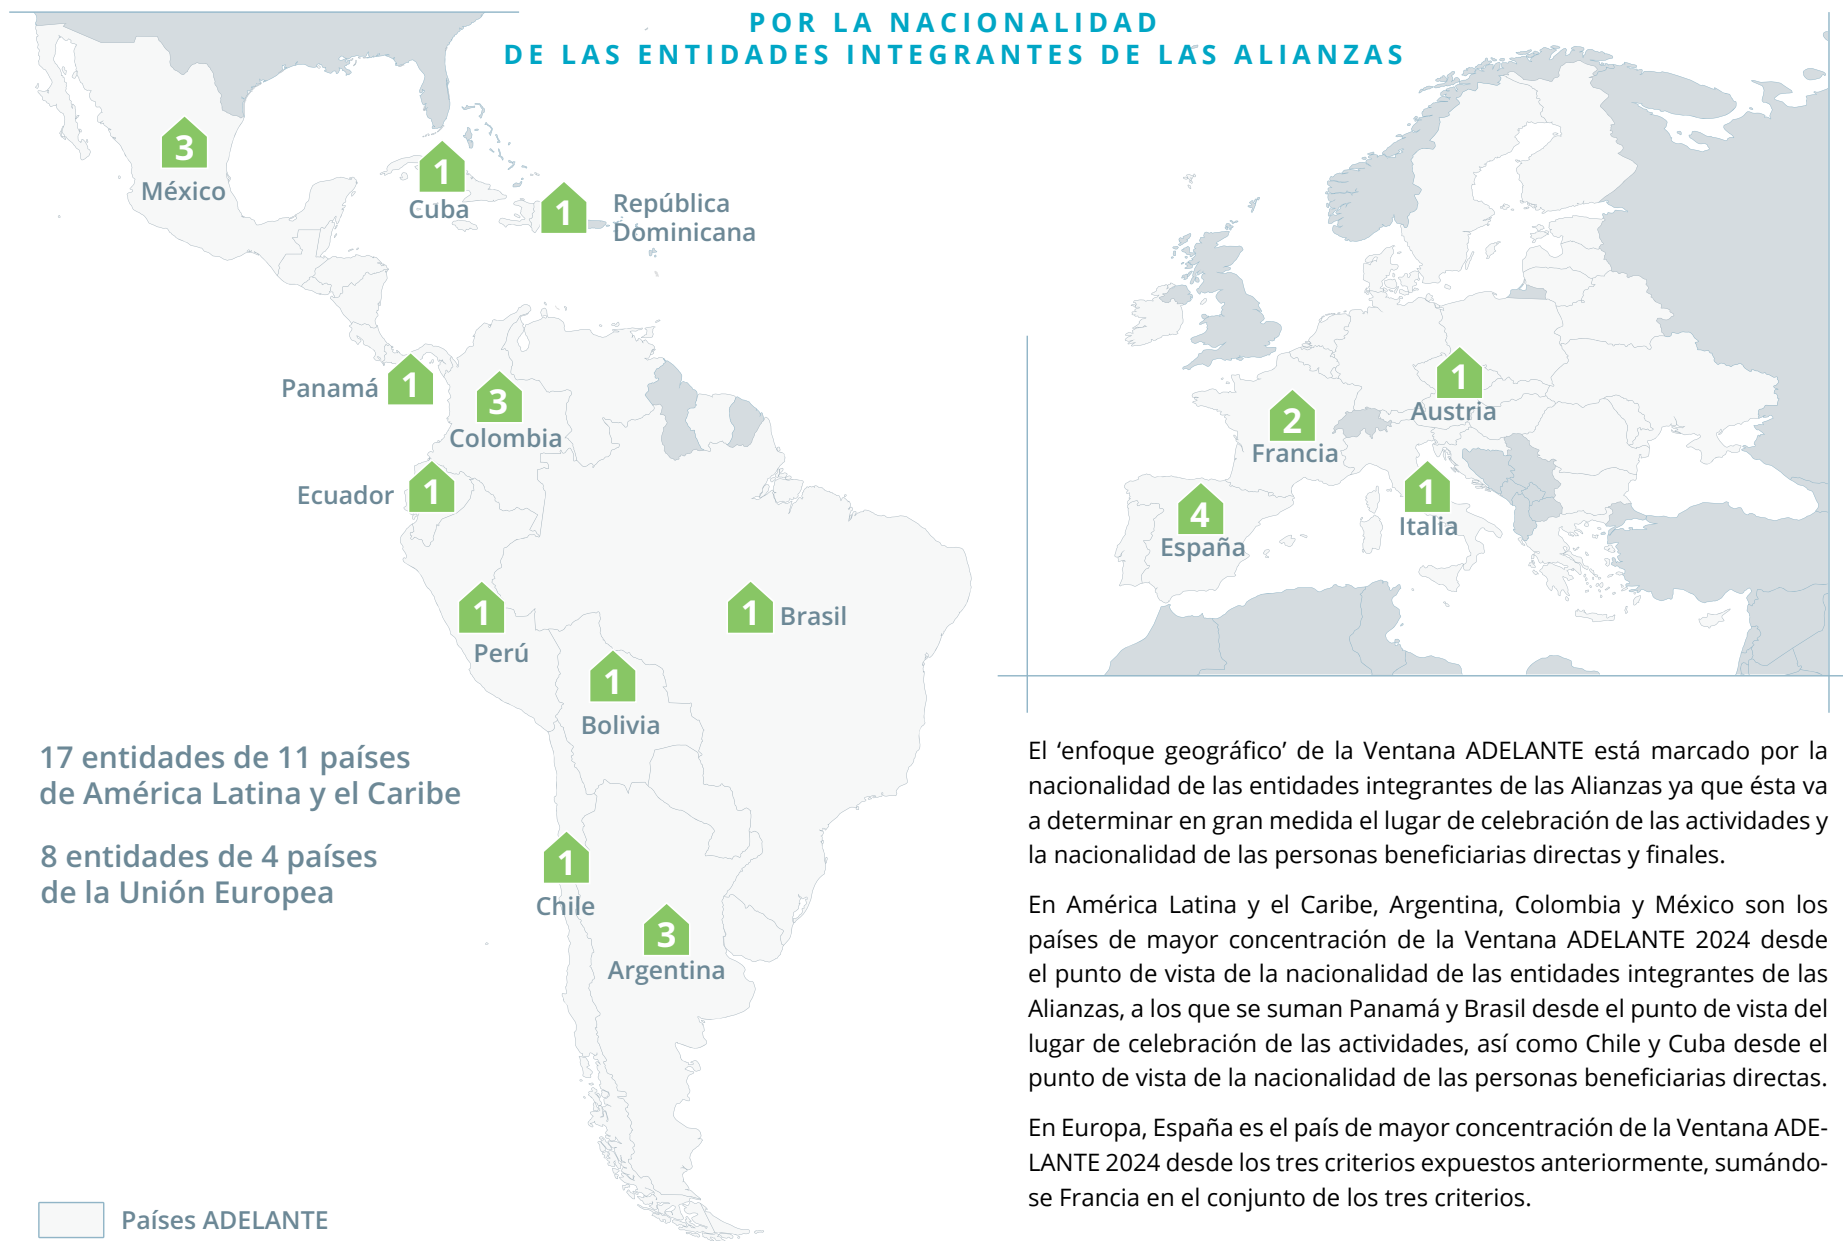 POR LA NACIONALIDAD
DE LAS ENTIDADES INTEGRANTES DE LAS ALIANZAS
3
México
1
Cuba
1
República
Dominicana
Panamá
1
3
Colombia
Ecuador
1
1
Perú
1
Brasil
1
Bolivia
1
Chile
3
Argentina
17 entidades de 11 países
de América Latina y el Caribe
8 entidades de 4 países
de la Unión Europea
Países ADELANTE
1
Austria
2
Francia
1
Italia
4
España
El ‘enfoque geográfico’ de la Ventana ADELANTE está marcado por la
nacionalidad de las entidades integrantes de las Alianzas ya que ésta va
a determinar en gran medida el lugar de celebración de las actividades y
la nacionalidad de las personas beneficiarias directas y finales.
En América Latina y el Caribe, Argentina, Colombia y México son los
países de mayor concentración de la Ventana ADELANTE 2024 desde
el punto de vista de la nacionalidad de las entidades integrantes de las
Alianzas, a los que se suman Panamá y Brasil desde el punto de vista del
lugar de celebración de las actividades, así como Chile y Cuba desde el
punto de vista de la nacionalidad de las personas beneficiarias directas.
En Europa, España es el país de mayor concentración de la Ventana ADE-
LANTE 2024 desde los tres criterios expuestos anteriormente, sumándo-
se Francia en el conjunto de los tres criterios.